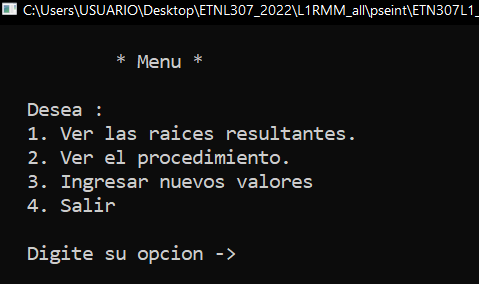 C:\Users\USUARIO\Desktop\ETNL307_2022\L1RMM_all\pseint\ETN307L1_
* Menu *
Desea :
1. Ver las raices resultantes.
2. Ver el procedimiento.
3. Ingresar nuevos valores
4. Salir
Digite su opcion ->